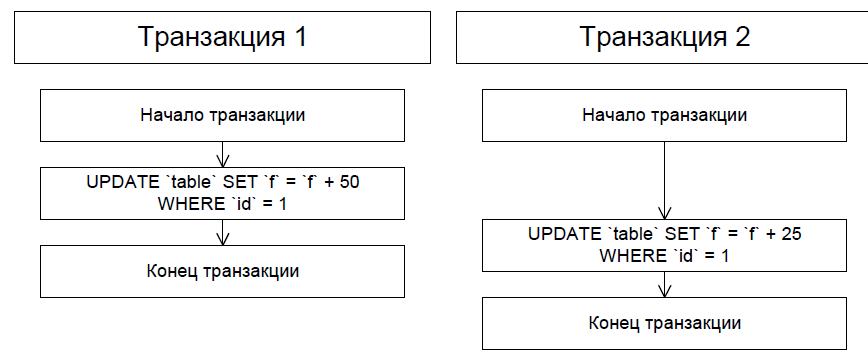 Транзакция 1
Начало транзакции
UPDATE `table` SET `f` = `f` + 50
WHERE `id` = 1
Конец транзакции
Транзакция 2
Начало транзакции
UPDATE `table` SET `f` = `f` + 25
WHERE `id` = 1
Конец транзакции